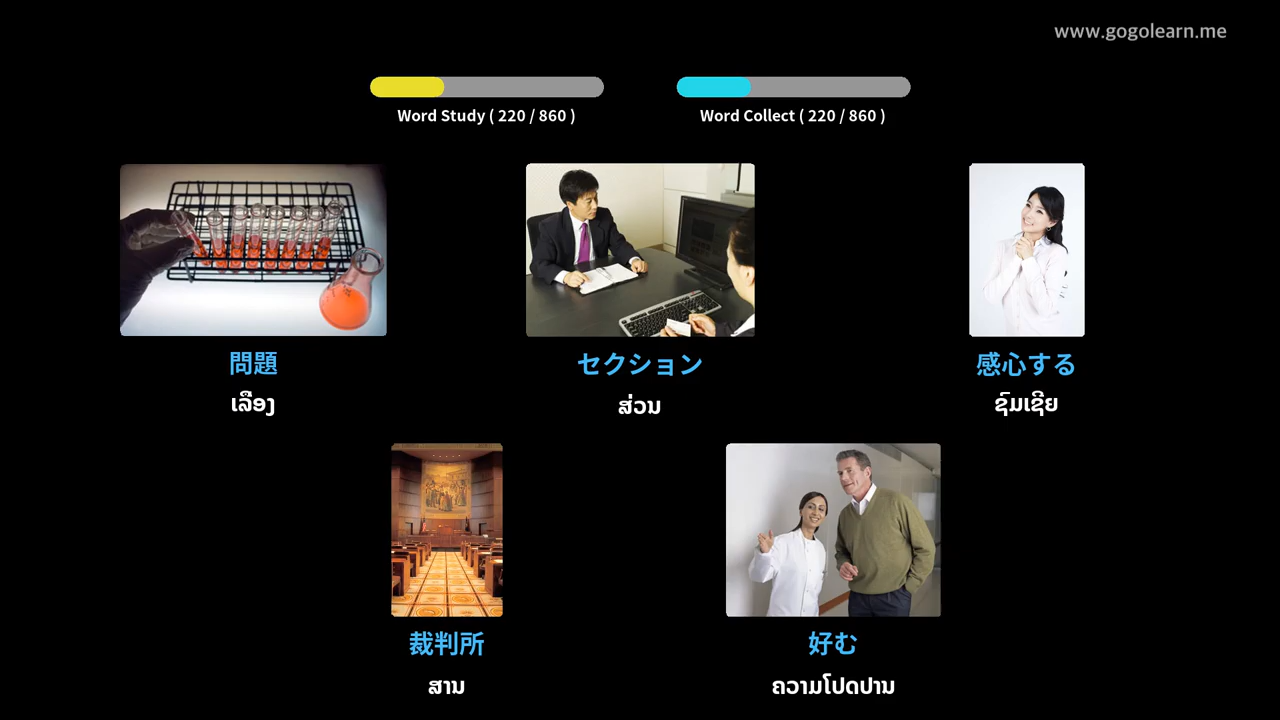 www.gogolearn.me
Word Study ( 220 / 860 )
Word Collect ( 220 / 860 )
問題
ເລືອງ
セクション
ສ່ວນ
感心する
ຊົມເຊີຍ
裁判所
ສານ
好む
ຄວາມໂປດປານ